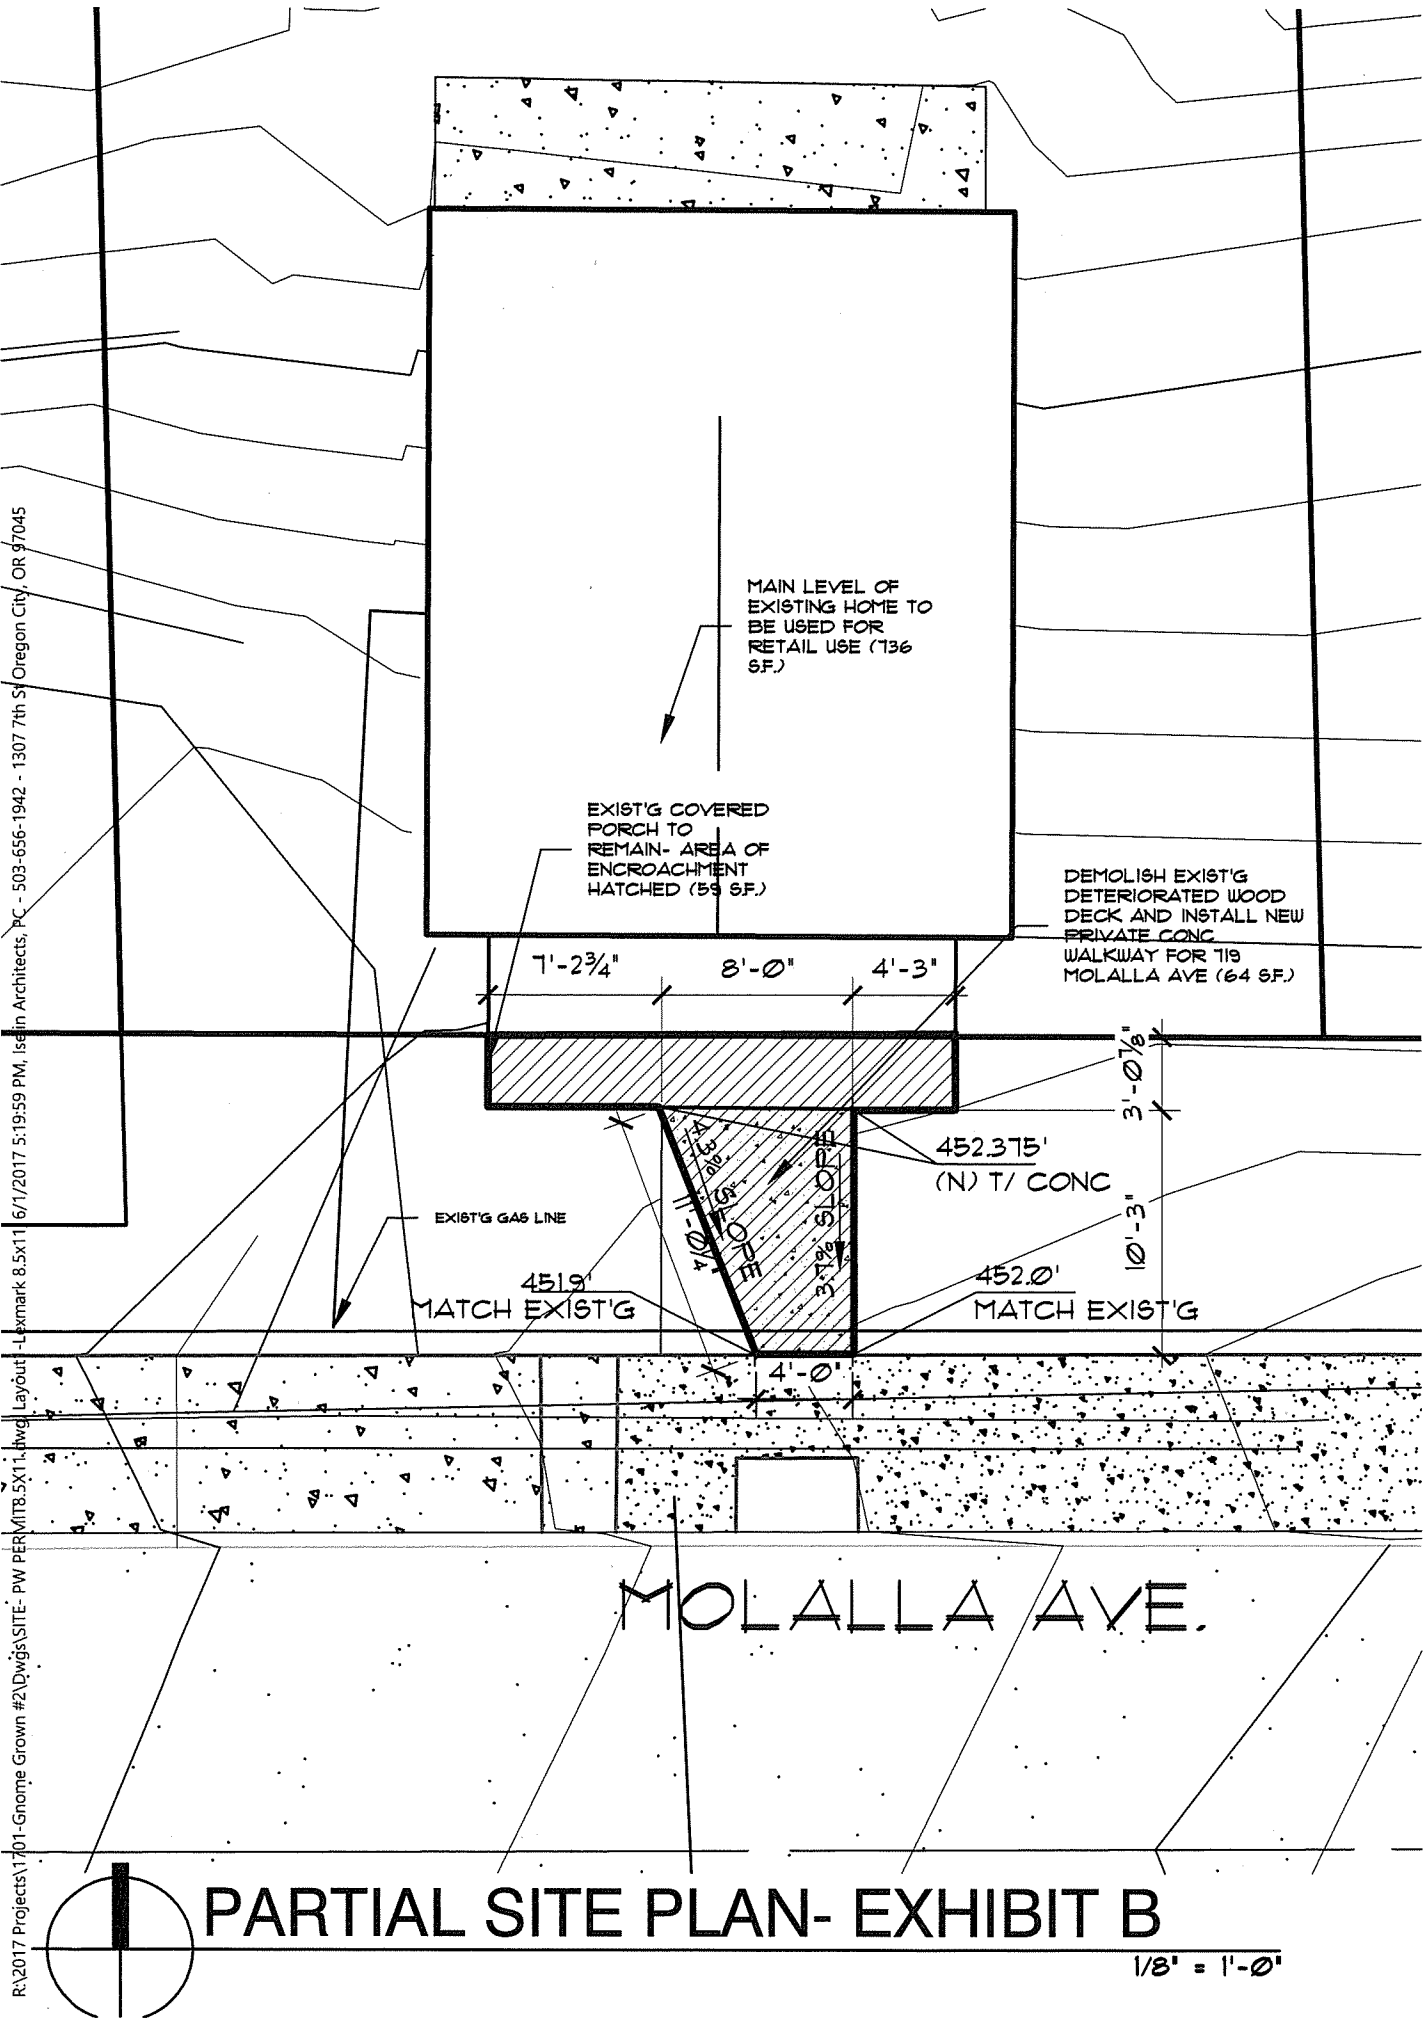 MAIN LEVEL OF
EXISTING HOME TO
BE USED FOR
RETAIL USE (736
S.F.)
EXIST'G COVERED
PORCH TO
REMAIN- AREA OF
ENCROACHMENT
HATCHED (59 S.F.)
DEMOLISH EXIST'G
DETERIORATED WOOD
DECK AND INSTALL NEW
PRIVATE CONC
WALKWAY FOR 719
MOLALLA AVE (64 S.F.)
7'-2¾"
8'-0"
4'-3"
3'-0⅞"
452.375'
(N) T/ CONC
4.3% SLOPE
3.7% SLOPE
11'-0¼"
10'-3"
EXIST'G GAS LINE
451.9'
MATCH EXIST'G
452.0'
MATCH EXIST'G
4'-0"
MOLALLA AVE.
PARTIAL SITE PLAN- EXHIBIT B
1/8" = 1'-0"
R:\2017 Projects\1701-Gnome Grown #2\Dwgs\SITE- PW PERMIT8.5X11.dwg, Layout1-Lexmark 8.5x11 6/1/2017 5:19:59 PM, Iselin Architects, PC - 503-656-1942 - 1307 7th St Oregon City, OR 97045